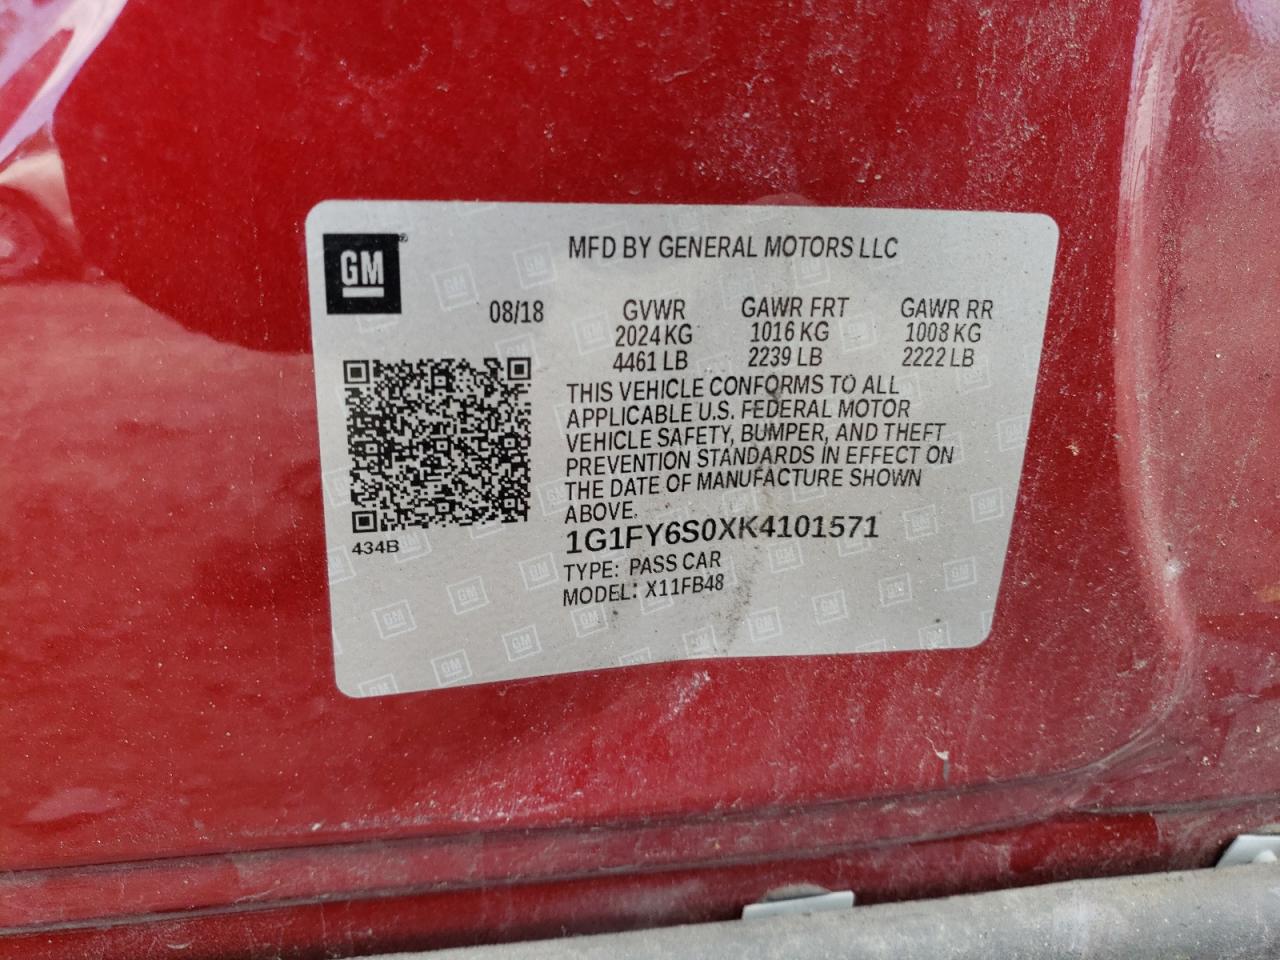 GM
MFD BY GENERAL MOTORS LLC
08/18 GVWR GAWR FRT GAWR RR
2024 KG 1016 KG 1008 KG
4461 LB 2239 LB 2222 LB
THIS VEHICLE CONFORMS TO ALL
APPLICABLE U.S. FEDERAL MOTOR
VEHICLE SAFETY, BUMPER, AND THEFT
PREVENTION STANDARDS IN EFFECT ON
THE DATE OF MANUFACTURE SHOWN
ABOVE.
434B
1G1FY6S0XK4101571
TYPE: PASS CAR
MODEL: X11FB48